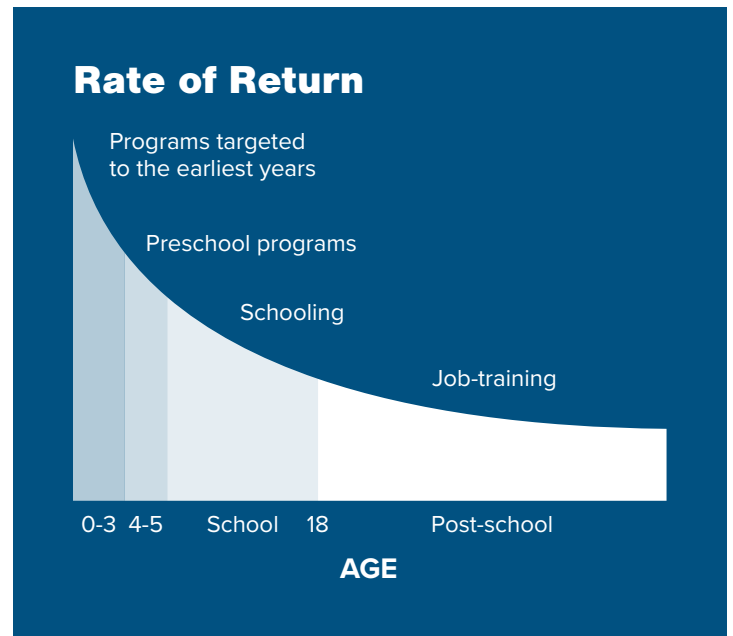 Rate of Return
Programs targeted
to the earliest years
Preschool programs
Schooling
Job-training
0-3 4-5 School 18 Post-school
AGE